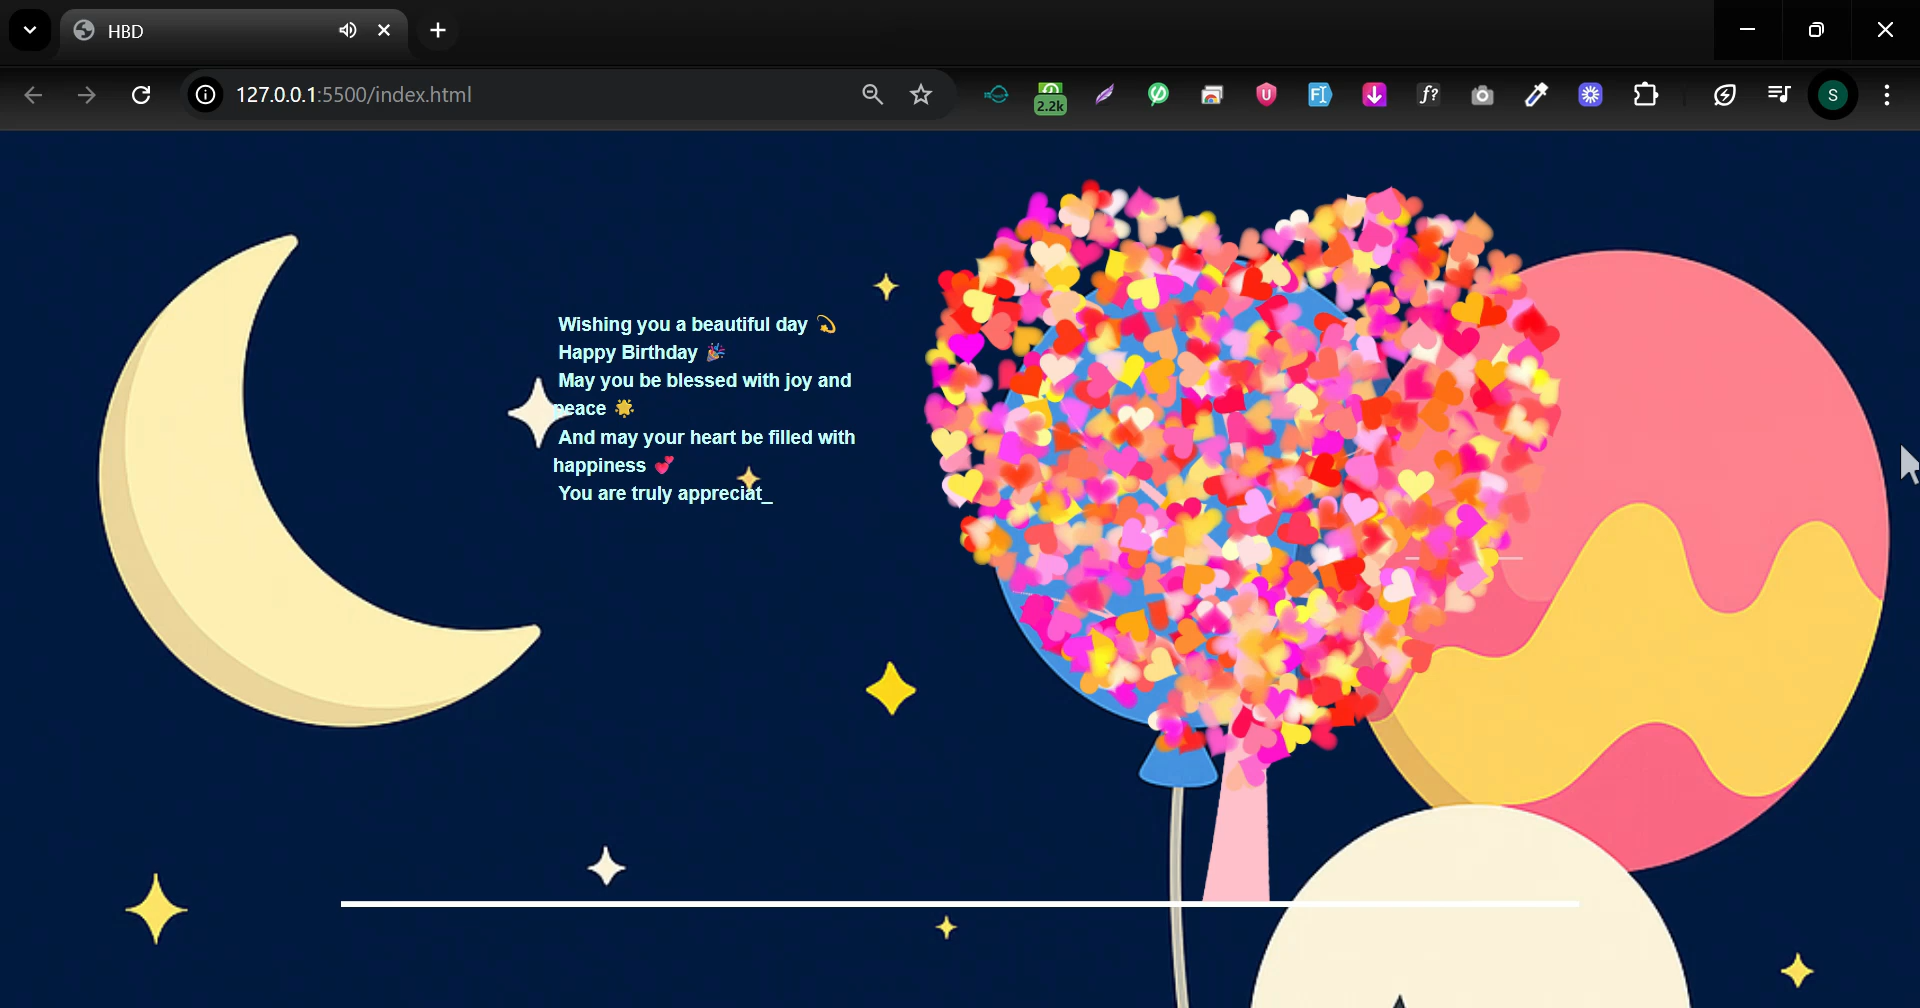 HBD
127.0.0.1:5500/index.html
2.2k
S
Wishing you a beautiful day 💫
Happy Birthday 🎉
May you be blessed with joy and
peace 🌟
And may your heart be filled with
happiness 💕
You are truly appreciat_